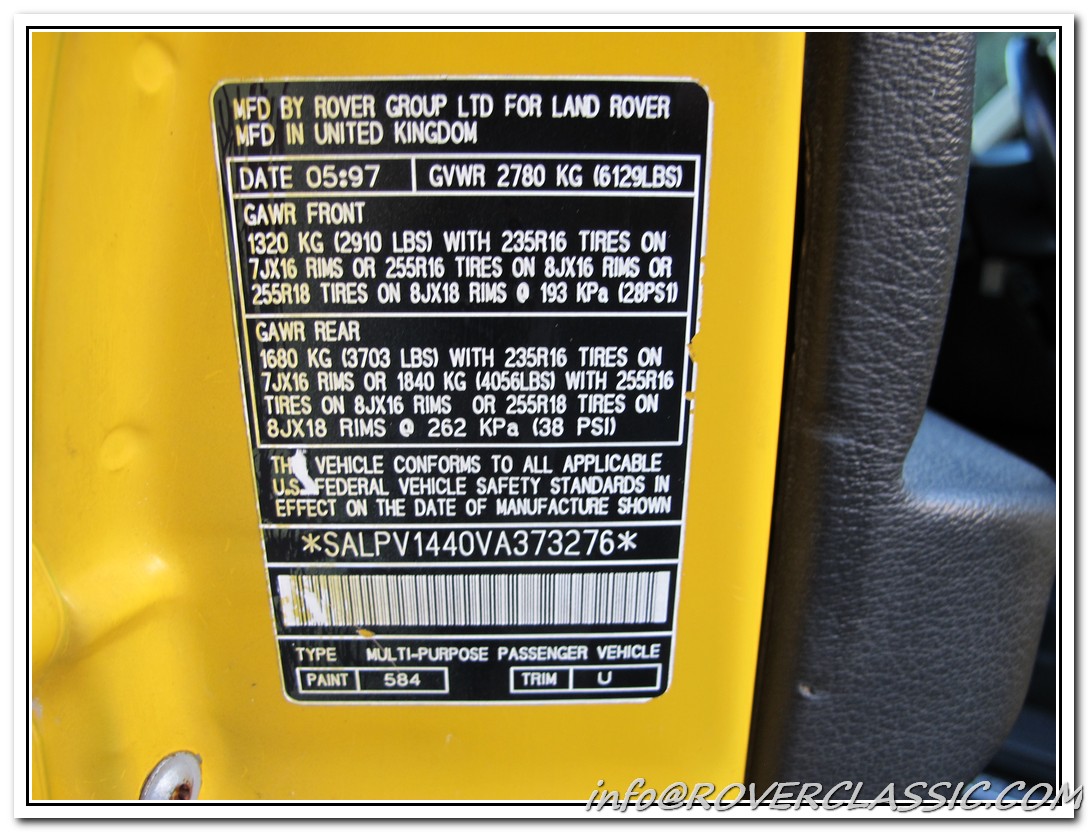 MFD BY ROVER GROUP LTD FOR LAND ROVER
MFD IN UNITED KINGDOM
DATE 05:97 GVWR 2780 KG (6129LBS)
GAWR FRONT
1320 KG (2910 LBS) WITH 235R16 TIRES ON
7JX16 RIMS OR 255R16 TIRES ON 8JX16 RIMS OR
255R18 TIRES ON 8JX18 RIMS @ 193 KPa (28PSI)
GAWR REAR
1680 KG (3703 LBS) WITH 235R16 TIRES ON
7JX16 RIMS OR 1840 KG (4056LBS) WITH 255R16
TIRES ON 8JX16 RIMS OR 255R18 TIRES ON
8JX18 RIMS @ 262 KPa (38 PSI)
VEHICLE CONFORMS TO ALL APPLICABLE
U.S. FEDERAL VEHICLE SAFETY STANDARDS IN
EFFECT ON THE DATE OF MANUFACTURE SHOWN
*SALPV1440VA373276*
TYPE MULTI-PURPOSE PASSENGER VEHICLE
PAINT 584 TRIM U
info@ROVERCLASSIC.COM